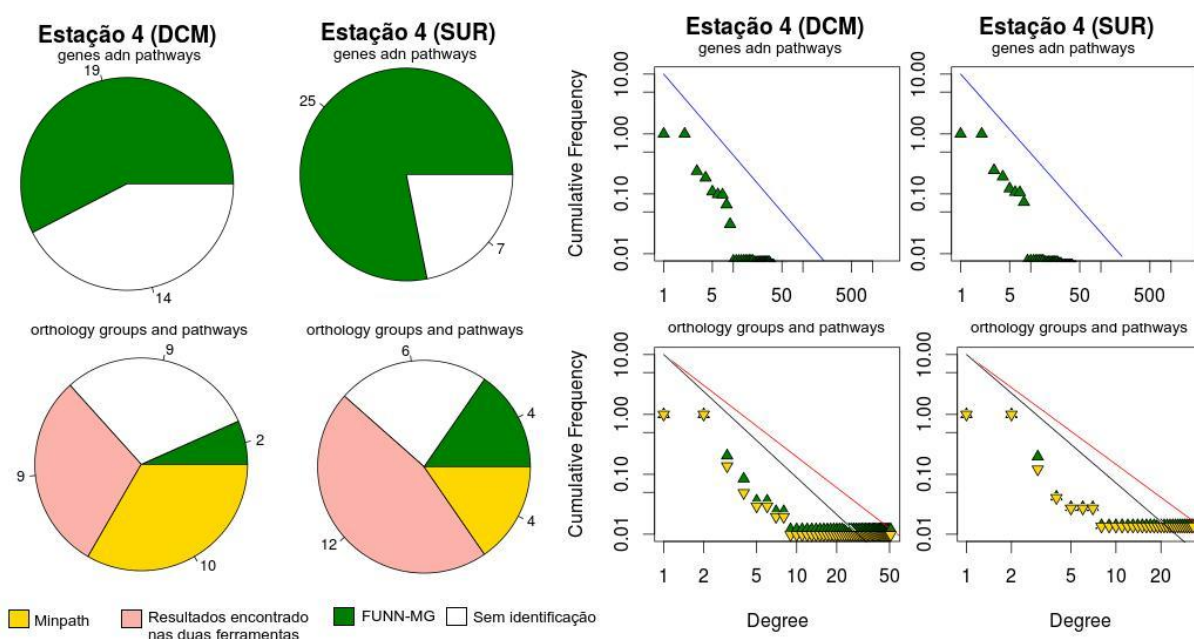 Estação 4 (DCM)
genes adn pathways
19
14
Estação 4 (SUR)
genes adn pathways
25
7
orthology groups and pathways
9
2
9
10
orthology groups and pathways
6
4
12
4
Minpath
Resultados encontrado
nas duas ferramentas
FUNN-MG
Sem identificação
Estação 4 (DCM)
genes adn pathways
Cumulative Frequency
10.00
1.00
0.10
0.01
1 5 50 500
Estação 4 (SUR)
genes adn pathways
10.00
1.00
0.10
0.01
1 5 50 500
orthology groups and pathways
Cumulative Frequency
10.00
1.00
0.10
0.01
1 2 5 10 20 50
Degree
orthology groups and pathways
10.00
1.00
0.10
0.01
1 2 5 10 20
Degree